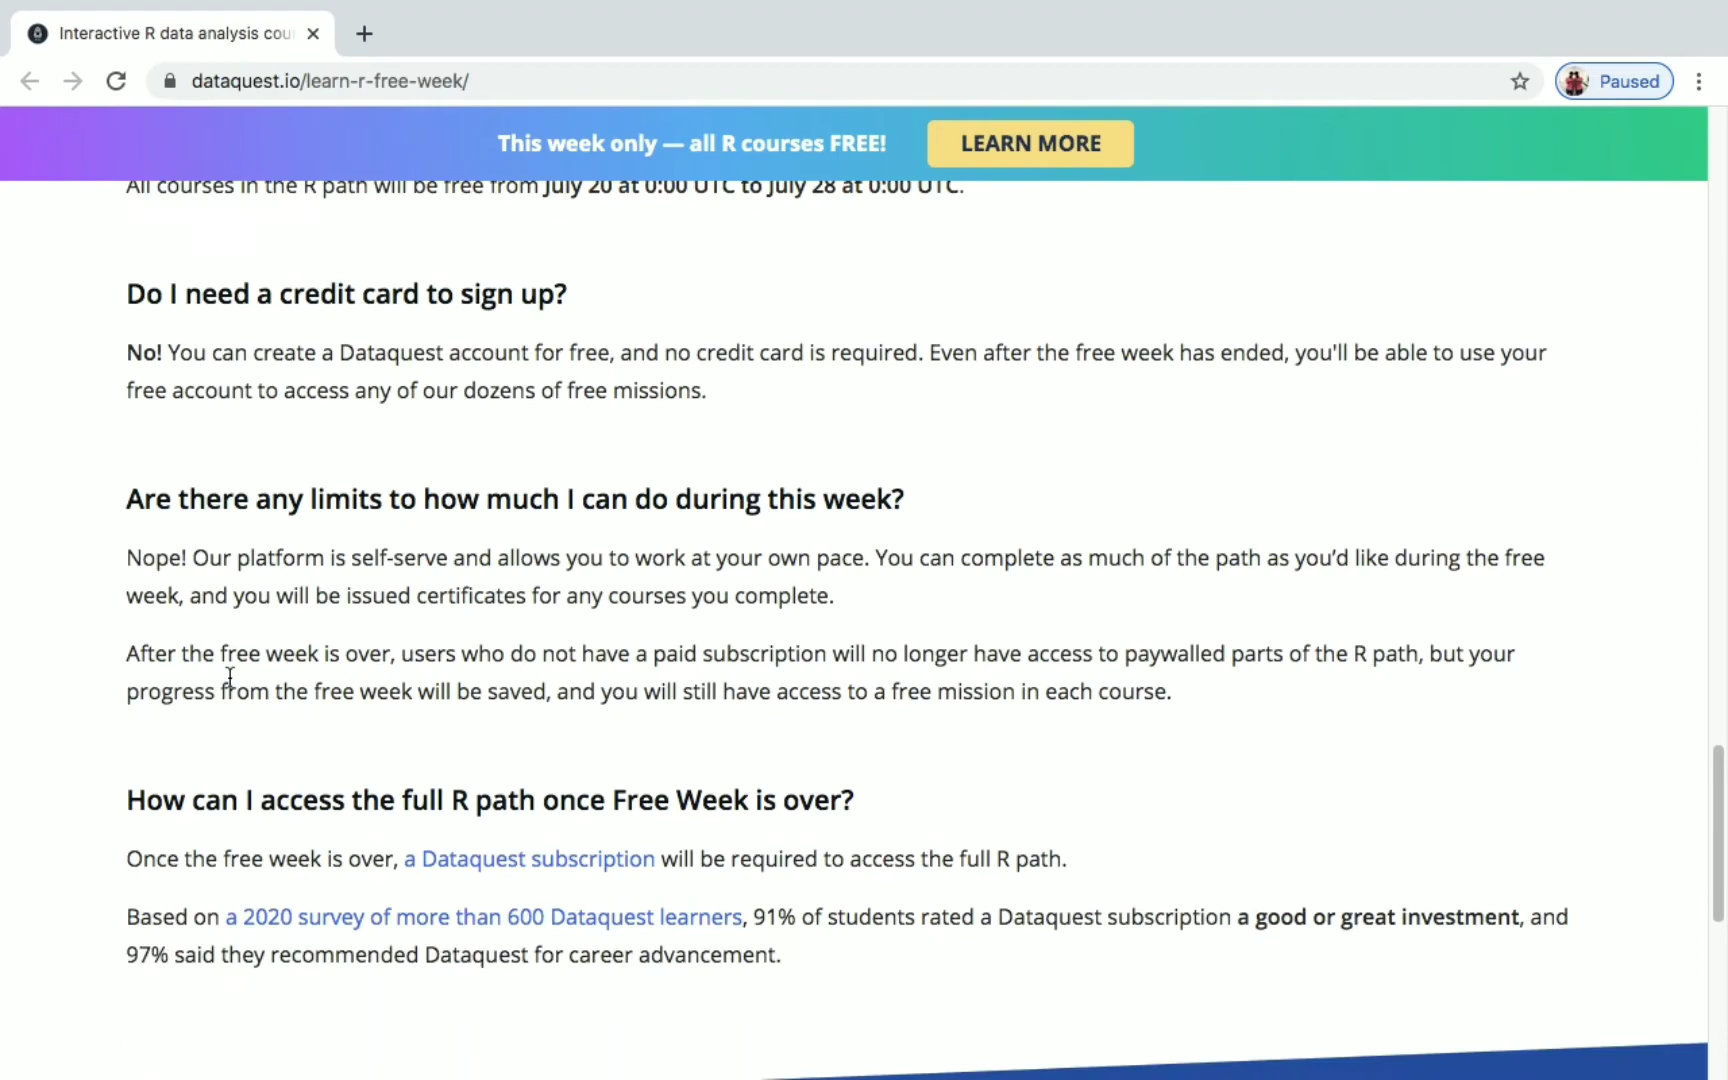 Interactive R data analysis cou
dataquest.io/learn-r-free-week/
Paused
This week only — all R courses FREE!
LEARN MORE
All courses in the R path will be free from July 20 at 0:00 UTC to July 28 at 0:00 UTC.
Do I need a credit card to sign up?
No! You can create a Dataquest account for free, and no credit card is required. Even after the free week has ended, you'll be able to use your
free account to access any of our dozens of free missions.
Are there any limits to how much I can do during this week?
Nope! Our platform is self-serve and allows you to work at your own pace. You can complete as much of the path as you’d like during the free
week, and you will be issued certificates for any courses you complete.
After the free week is over, users who do not have a paid subscription will no longer have access to paywalled parts of the R path, but your
progress from the free week will be saved, and you will still have access to a free mission in each course.
How can I access the full R path once Free Week is over?
Once the free week is over, a Dataquest subscription will be required to access the full R path.
Based on a 2020 survey of more than 600 Dataquest learners, 91% of students rated a Dataquest subscription a good or great investment, and
97% said they recommended Dataquest for career advancement.